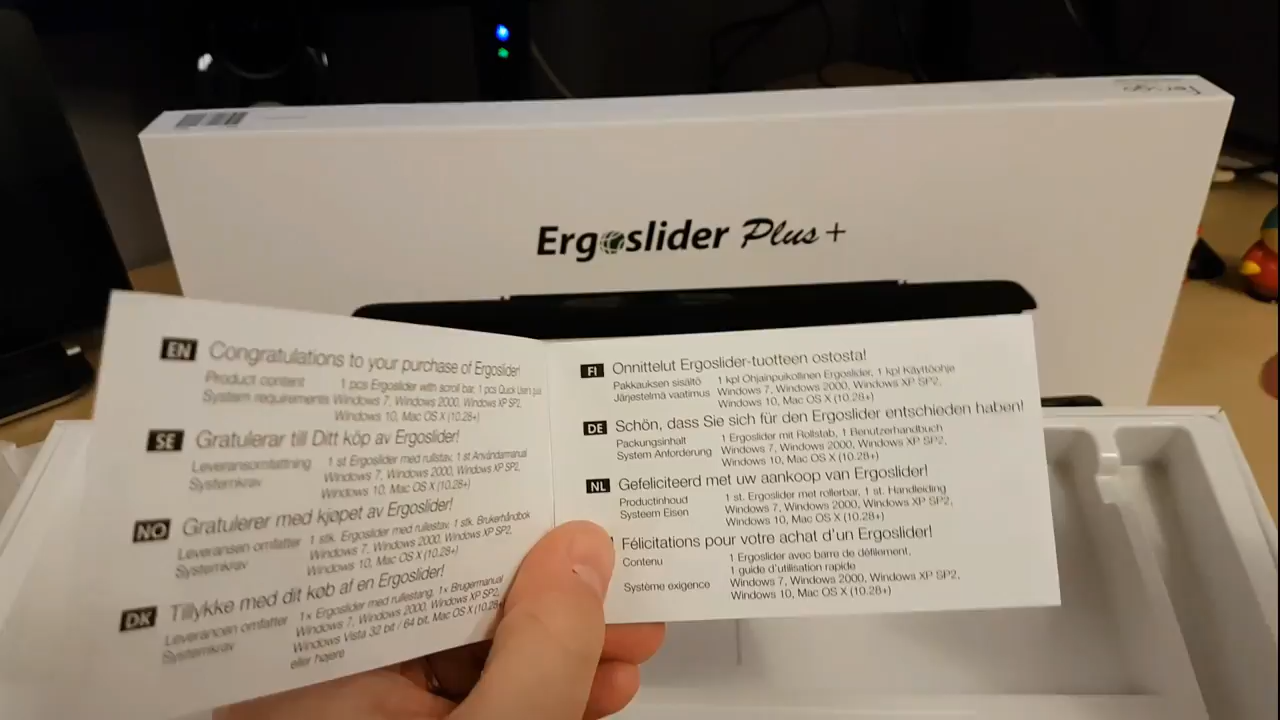 Ergoslider Plus+
EN Congratulations to your purchase of Ergoslider!
Product content 1 pcs Ergoslider with scroll bar, 1 pcs Quick
System requirements Windows 7, Windows 2000, Windows XP SP2,
Windows 10, Mac OS X (10.28+)
SE Gratulerar till Ditt köp av Ergoslider!
Leveransomfattning 1 st Ergoslider med rullstav, 1 st Användsmanual
Systemkrav Windows 7, Windows 2000, Windows XP SP2,
Windows 10, Mac OS X (10.28+)
NO Gratulerer med kjøpet av Ergoslider!
Leveransen omfatter 1 stk. Ergoslider med rullestav, 1 stk. Brukerhåndbok
Systemkrav Windows 7, Windows 2000, Windows XP SP2,
Windows 10, Mac OS X (10.28+)
DK Tillykke med dit køb af en Ergoslider!
Leverancen omfatter 1x Ergoslider med rullestang, 1x Brugermanual
Systemkrav Windows 7, Windows 2000, Windows XP SP2,
Windows Vista 32 bit / 64 bit, Mac OS X (10.28
eller højere
FI Onnittelut Ergoslider-tuotteen ostosta!
Pakkauksen sisältö 1 kpl Ohjainpuikollinen Ergoslider, 1 kpl Käyttöohje
Järjestelmä vaatimus Windows 7, Windows 2000, Windows XP SP2,
Windows 10, Mac OS X (10.28+)
DE Schön, dass Sie sich für den Ergoslider entschieden haben!
Packungsinhalt 1 Ergoslider mit Rollstab, 1 Benutzerhandbuch
System Anforderung Windows 7, Windows 2000, Windows XP SP2,
Windows 10, Mac OS X (10.28+)
NL Gefeliciteerd met uw aankoop van Ergoslider!
Productinhoud 1 st. Ergoslider met rollerbar, 1 st. Handleiding
Systeem Eisen Windows 7, Windows 2000, Windows XP SP2,
Windows 10, Mac OS X (10.28+)
Félicitations pour votre achat d'un Ergoslider!
Contenu 1 Ergoslider avec barre de défilement,
1 guide d'utilisation rapide
Système exigence Windows 7, Windows 2000, Windows XP SP2,
Windows 10, Mac OS X (10.28+)